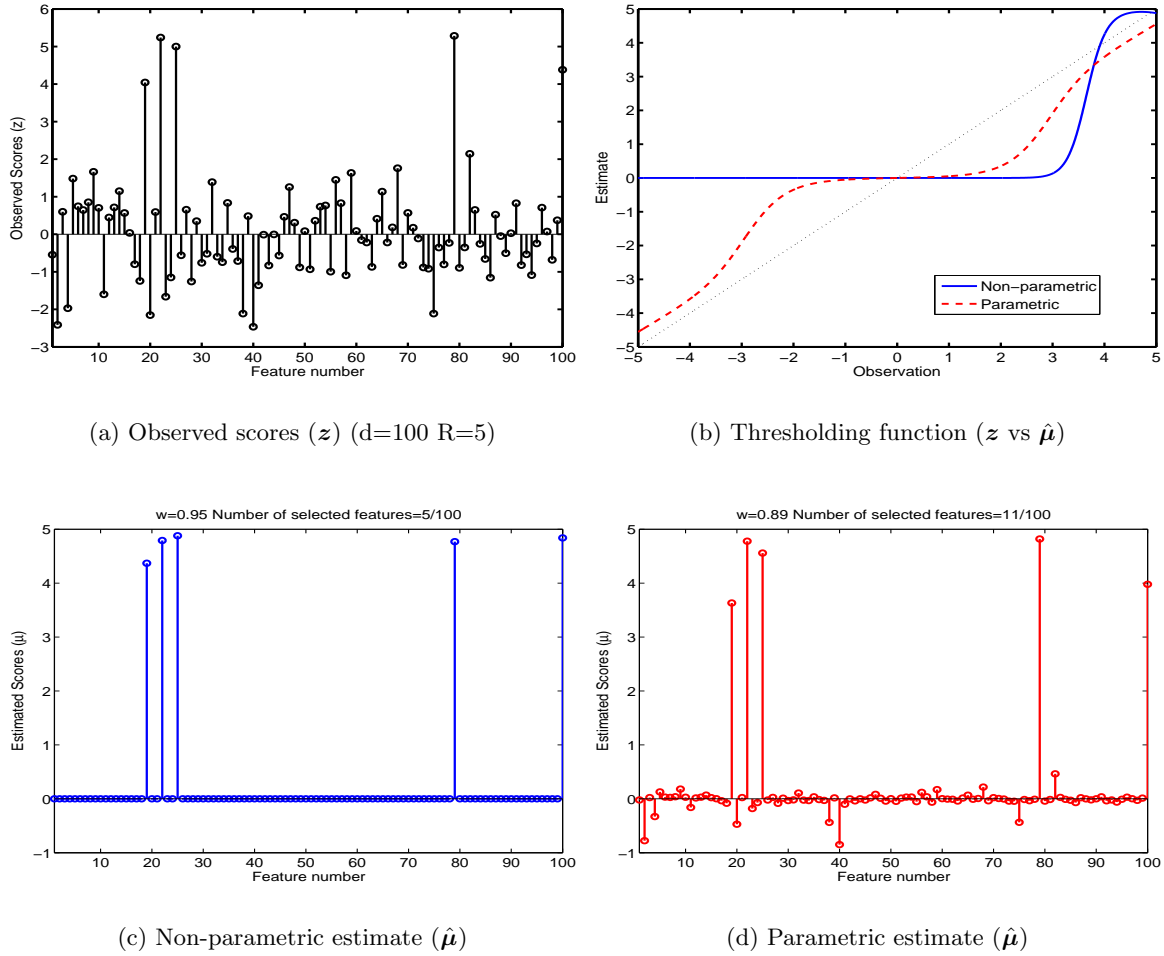 6
5
4
3
2
1
0
−1
−2
−3
10 20 30 40 50 60 70 80 90 100
Feature number
Observed Scores (z)
(a) Observed scores (z) (d=100 R=5)
5
4
3
2
1
0
−1
−2
−3
−4
−5
−5 −4 −3 −2 −1 0 1 2 3 4 5
Observation
Estimate
Non−parametric
Parametric
(b) Thresholding function (z vs μ̂)
w=0.95 Number of selected features=5/100
5
4
3
2
1
0
−1
10 20 30 40 50 60 70 80 90 100
Feature number
Estimated Scores (μ)
(c) Non-parametric estimate (μ̂)
w=0.89 Number of selected features=11/100
5
4
3
2
1
0
−1
10 20 30 40 50 60 70 80 90 100
Feature number
Estimated Scores (μ)
(d) Parametric estimate (μ̂)